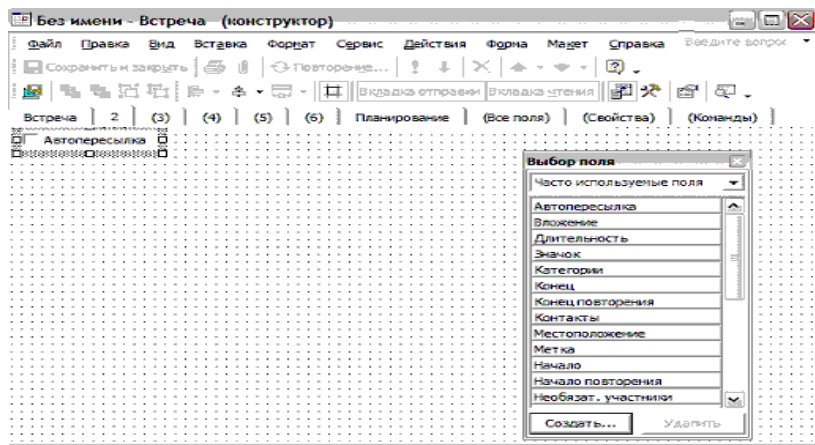 Без имени - Встреча (конструктор)
Файл Правка Вид Вставка Формат Сервис Действия Форма Макет Справка Введите вопрос
Сохранить и закрыть Повторение...
Вкладка отправки Вкладка чтения
Встреча 2 (3) (4) (5) (6) Планирование (Все поля) (Свойства) (Команды)
Автопересылка
Выбор поля
Часто используемые поля
Автопересылка
Вложение
Длительность
Значок
Категории
Конец
Конец повторения
Контакты
Местоположение
Метка
Начало
Начало повторения
Необязат. участники
Создать... Удалить